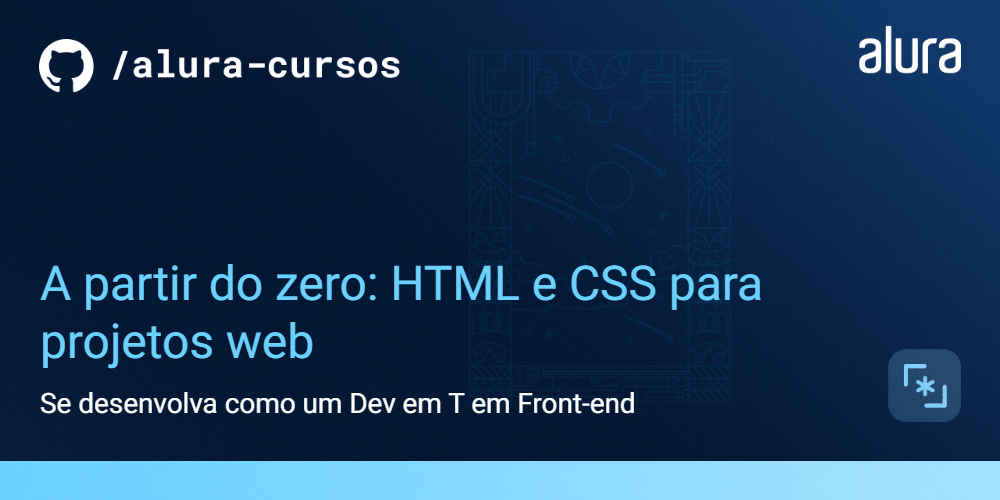 /alura-cursos
alura
A partir do zero: HTML e CSS para
projetos web
Se desenvolva como um Dev em T em Front-end